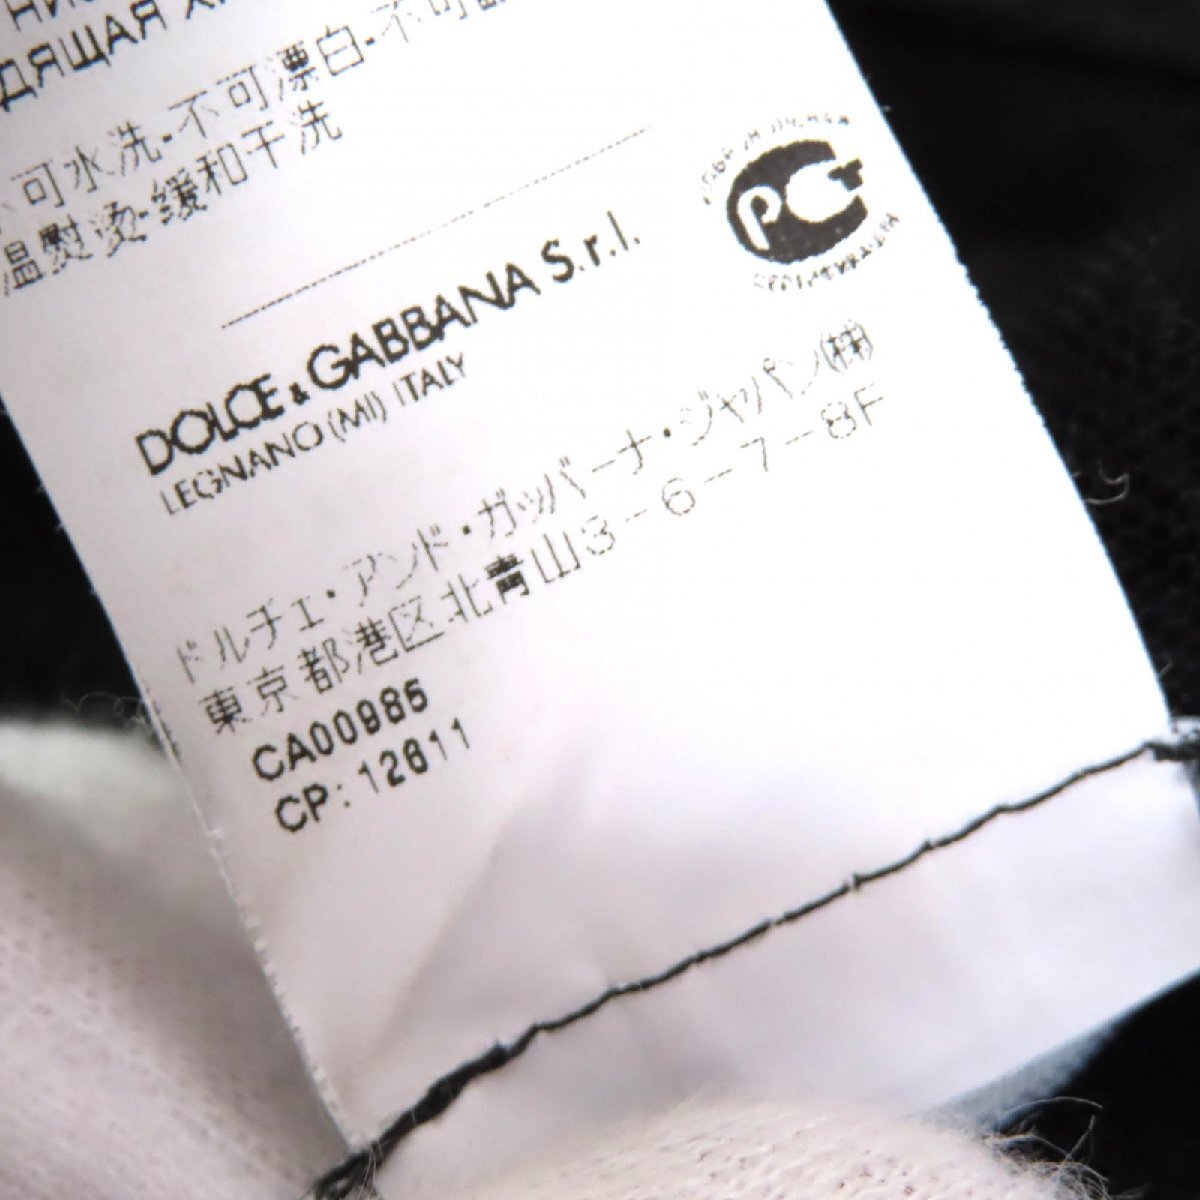 ДЯЩАЯ
可水洗-不可漂白-不可
温熨烫-缓和干洗
PCT
DOLCE & GABBANA S.r.l.
LEGNANO (MI) ITALY
ドルチェ・アンド・ガッバーナ・ジャパン(株)
東京都港区北青山3-6-7-8F
CA00985
CP: 12611